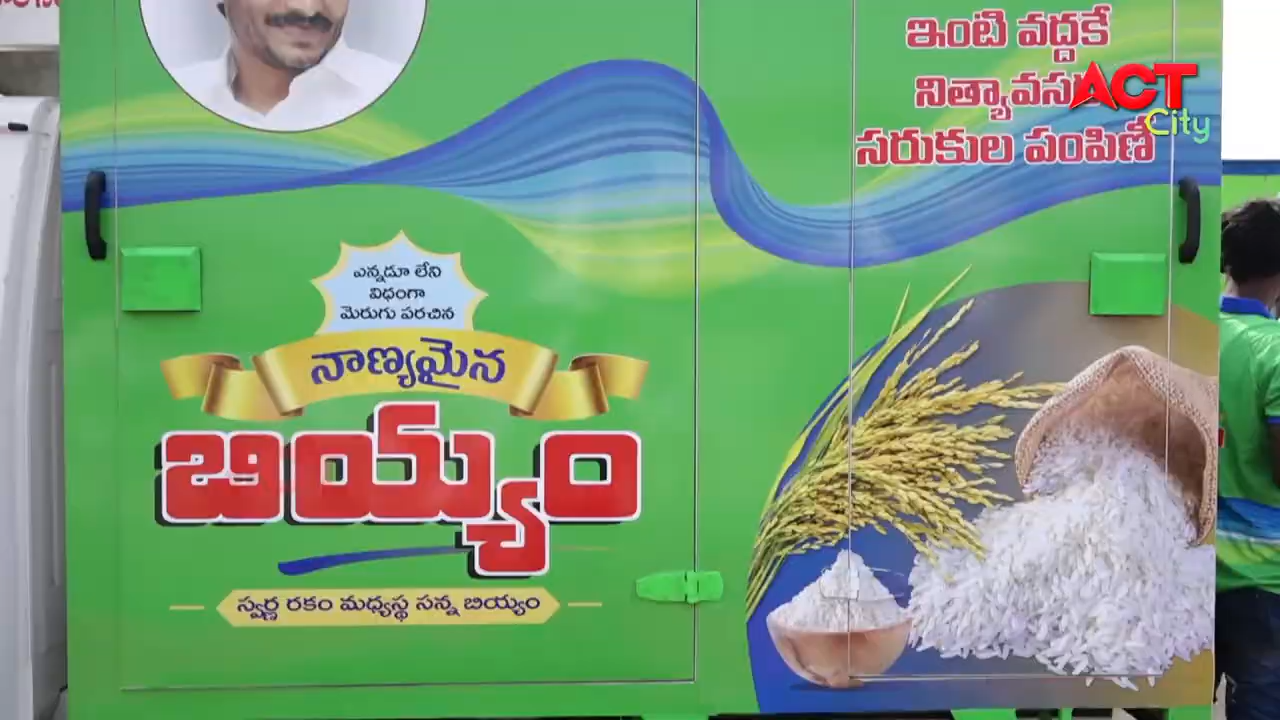 ఇంటి వద్దకే
నిత్యావసర
సరుకుల పంపిణీ
ACT
City
ఎన్నడూ లేని
విధంగా
మెరుగు పరచిన
నాణ్యమైన
బియ్యం
స్వర్ణ రకం మధ్యస్థ సన్న బియ్యం